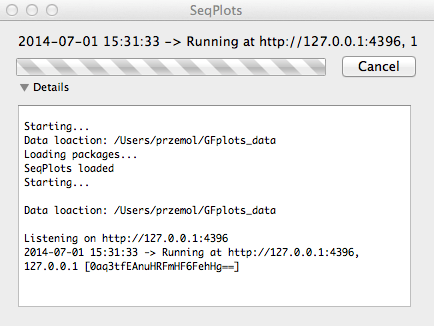 SeqPlots
2014-07-01 15:31:33 -> Running at http://127.0.0.1:4396, 1
Cancel
Details
Starting...
Data loaction: /Users/przemol/GFplots_data
Loading packages...
SeqPlots loaded
Starting...
Data loaction: /Users/przemol/GFplots_data
Listening on http://127.0.0.1:4396
2014-07-01 15:31:33 -> Running at http://127.0.0.1:4396,
127.0.0.1 [0aq3tfEAnuHRFmHF6FehHg==]